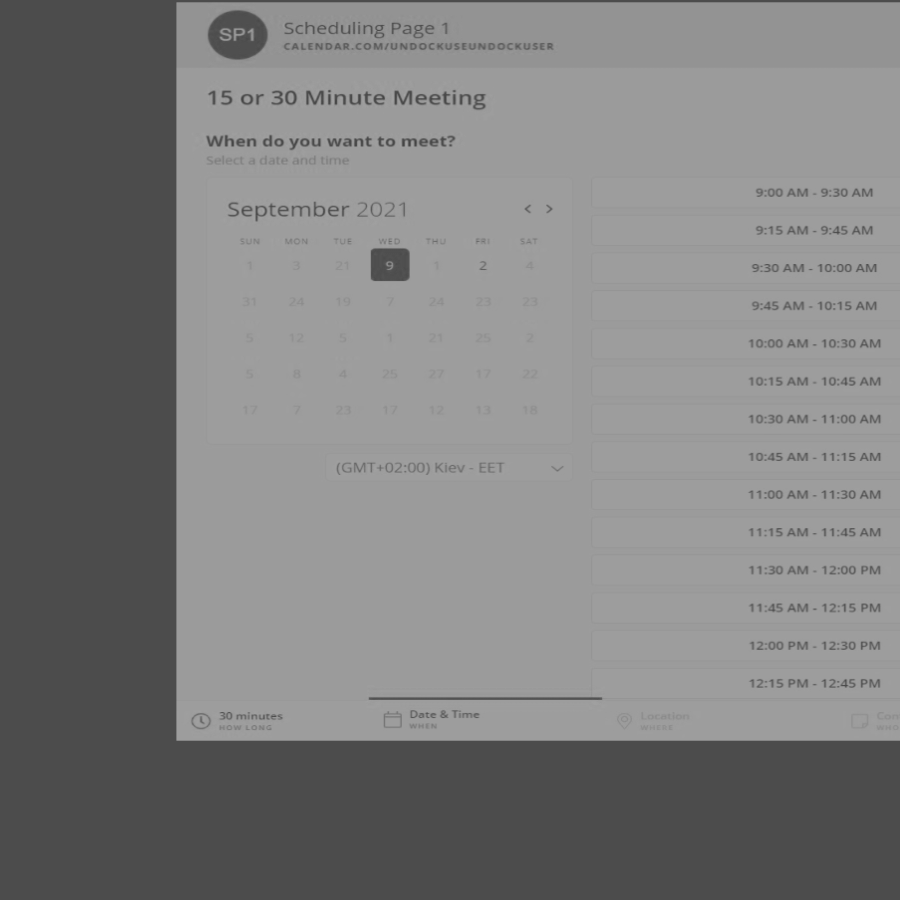 SP1
Scheduling Page 1
CALENDAR.COM/UNDOCKUSEUNDOCKUSER
15 or 30 Minute Meeting
When do you want to meet?
Select a date and time
September 2021
< >
SUN MON TUE WED THU FRI SAT
1 3 21 9 1 2 4
31 24 19 7 24 23 23
5 12 5 1 21 25 2
5 8 4 25 27 17 22
17 7 23 17 12 13 18
(GMT+02:00) Kiev - EET
9:00 AM - 9:30 AM
9:15 AM - 9:45 AM
9:30 AM - 10:00 AM
9:45 AM - 10:15 AM
10:00 AM - 10:30 AM
10:15 AM - 10:45 AM
10:30 AM - 11:00 AM
10:45 AM - 11:15 AM
11:00 AM - 11:30 AM
11:15 AM - 11:45 AM
11:30 AM - 12:00 PM
11:45 AM - 12:15 PM
12:00 PM - 12:30 PM
12:15 PM - 12:45 PM
30 minutes
HOW LONG
Date & Time
WHEN
Location
WHERE